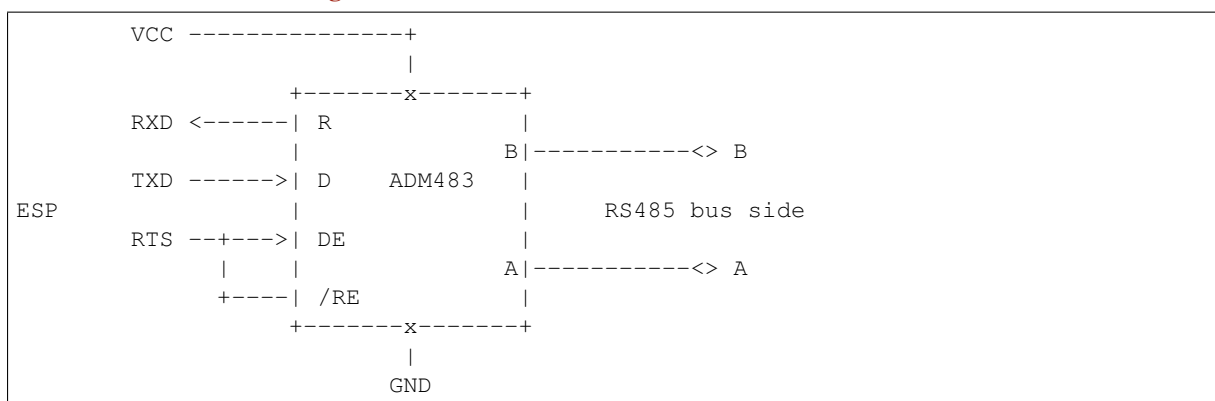 VCC ---------------+
|
+-------x-------+
RXD <------| R |
| B|-----------<> B
TXD ------>| D ADM483 |
ESP | | RS485 bus side
RTS --+--->| DE |
| | A|-----------<> A
+----| /RE |
+-------x-------+
|
GND